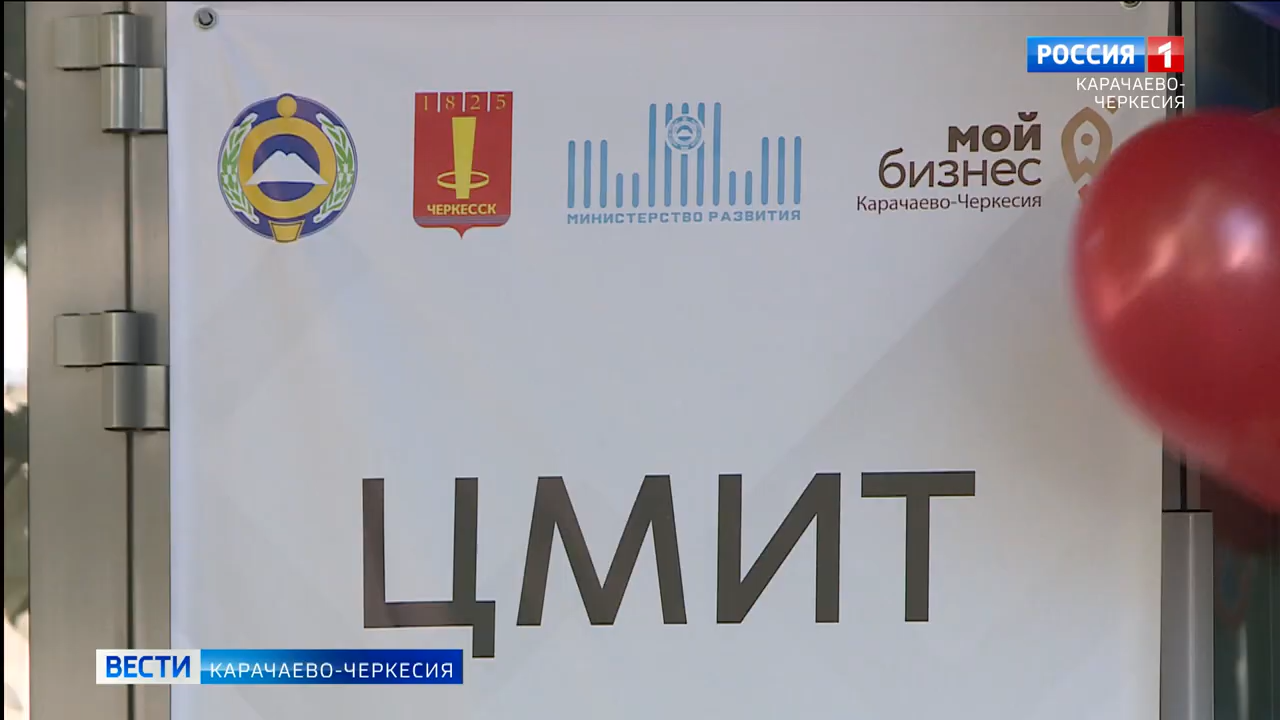 РОССИЯ 1
КАРАЧАЕВО-
ЧЕРКЕСИЯ
1825
ЧЕРКЕССК
МИНИСТЕРСТВО РАЗВИТИЯ
мой
бизнес
Карачаево-Черкесия
ЦМИТ
ВЕСТИ КАРАЧАЕВО-ЧЕРКЕСИЯ